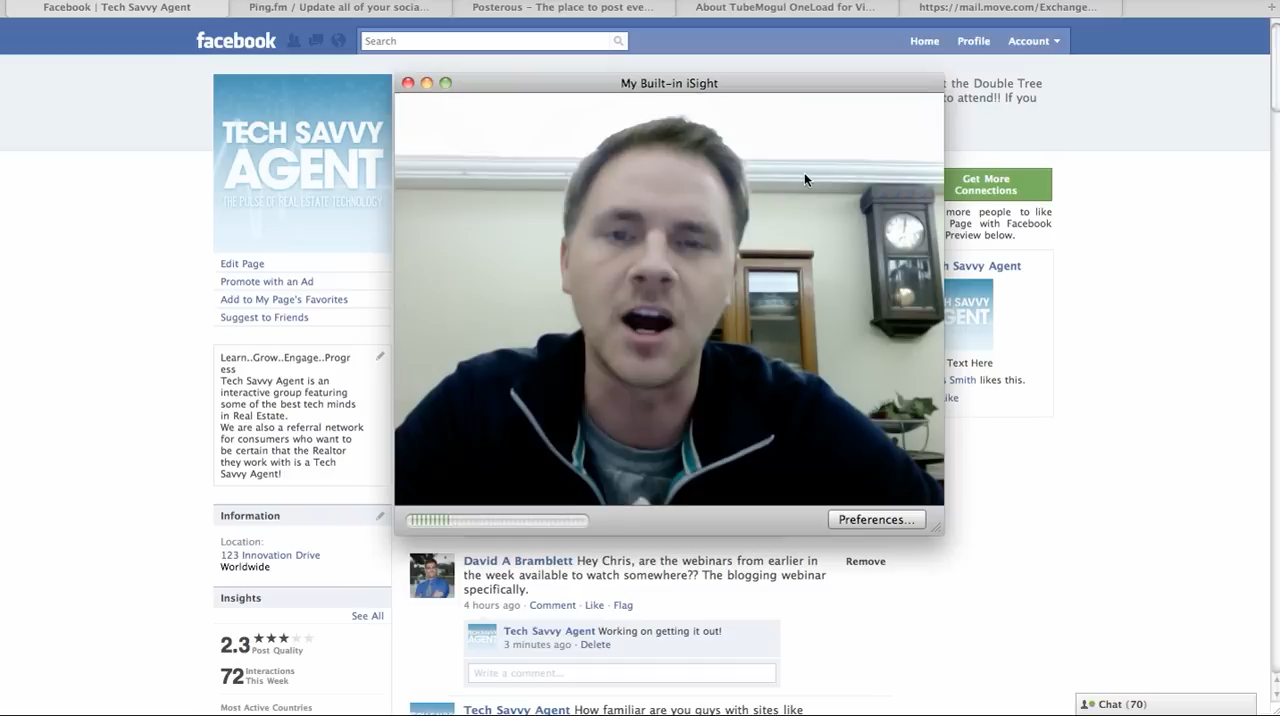 Facebook | Tech Savvy Agent
Ping.fm / Update all of your socia...
Posterous - The place to post eve...
About TubeMogul OneLoad for Vi...
https://mail.move.com/Exchange...
facebook
Search
Home
Profile
Account
My Built-in iSight
t the Double Tree
to attend!! If you
TECH SAVVY
AGENT
THE PULSE OF REAL ESTATE TECHNOLOGY
Get More
Connections
more people to like
Page with Facebook
Preview below.
h Savvy Agent
SAVVY
ENT
Text Here
s Smith likes this.
ike
Edit Page
Promote with an Ad
Add to My Page's Favorites
Suggest to Friends
Learn..Grow..Engage..Progr
ess
Tech Savvy Agent is an
interactive group featuring
some of the best tech minds
in Real Estate.
We are also a referral network
for consumers who want to
be certain that the Realtor
they work with is a Tech
Savvy Agent!
Information
Location:
123 Innovation Drive
Worldwide
Insights
See All
2.3 Post Quality
72 Interactions
This Week
Most Active Countries
Preferences...
David A Bramblett Hey Chris, are the webinars from earlier in
the week available to watch somewhere?? The blogging webinar
specifically.
Remove
4 hours ago · Comment · Like · Flag
Tech Savvy Agent Working on getting it out!
3 minutes ago · Delete
Write a comment...
Tech Savvy Agent How familiar are you guys with sites like
Chat (70)